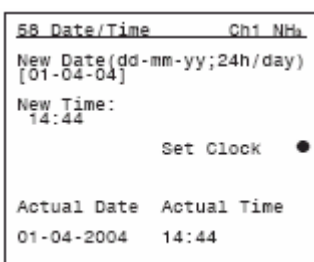 58 Date/Time Ch1 NH₃
New Date(dd-mm-yy;24h/day)
[01-04-04]
New Time:
14:44
Set Clock ●
Actual Date Actual Time
01-04-2004 14:44